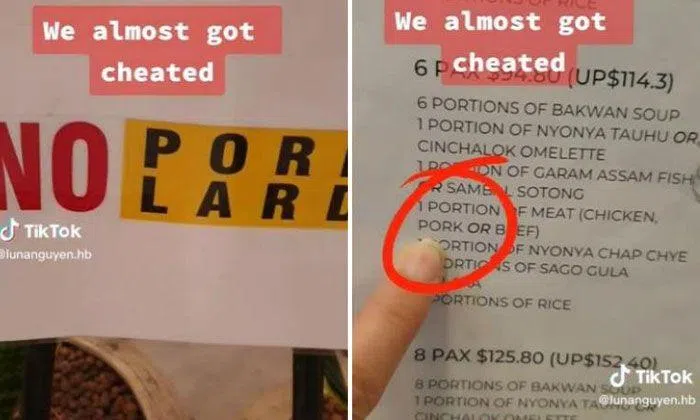 We almost got
cheated
NO POR
LARD
TikTok
@lunanguyen.hb
We almost got
cheated
6 PAX $94.80 (UP$114.3)
6 PORTIONS OF BAKWAN SOUP
1 PORTION OF NYONYA TAUHU OR
CINCHALOK OMELETTE
1 PORTION OF GARAM ASSAM FISH
OR SAMBAL SOTONG
1 PORTION OF MEAT (CHICKEN,
PORK OR BEEF)
PORTION OF NYONYA CHAP CHYE
PORTIONS OF SAGO GULA
PORTIONS OF RICE
8 PAX $125.80 (UP$152.40)
8 PORTIONS OF BAKWAN SOUP
1 PORTION OF NYONYA TAUHU OR
CINCHALOK OMELETTE
TikTok
@lunanguyen.hb